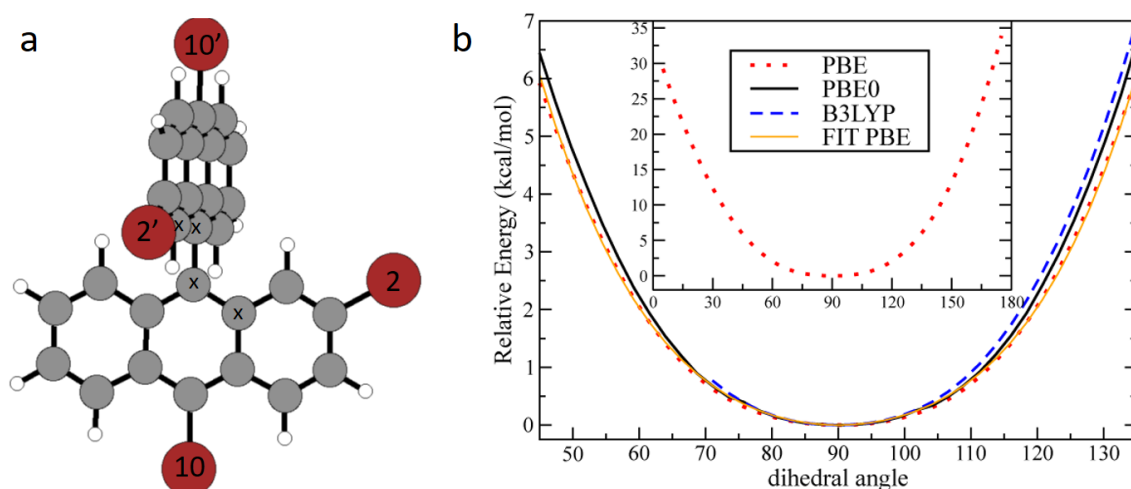 a
10'
2'
2
x x
x
x
10
b
Relative Energy (kcal/mol)
7
6
5
4
3
2
1
0
35
30
25
20
15
10
5
0
0 30 60 90 120 150 180
PBE
PBE0
B3LYP
FIT PBE
50 60 70 80 90 100 110 120 130
dihedral angle